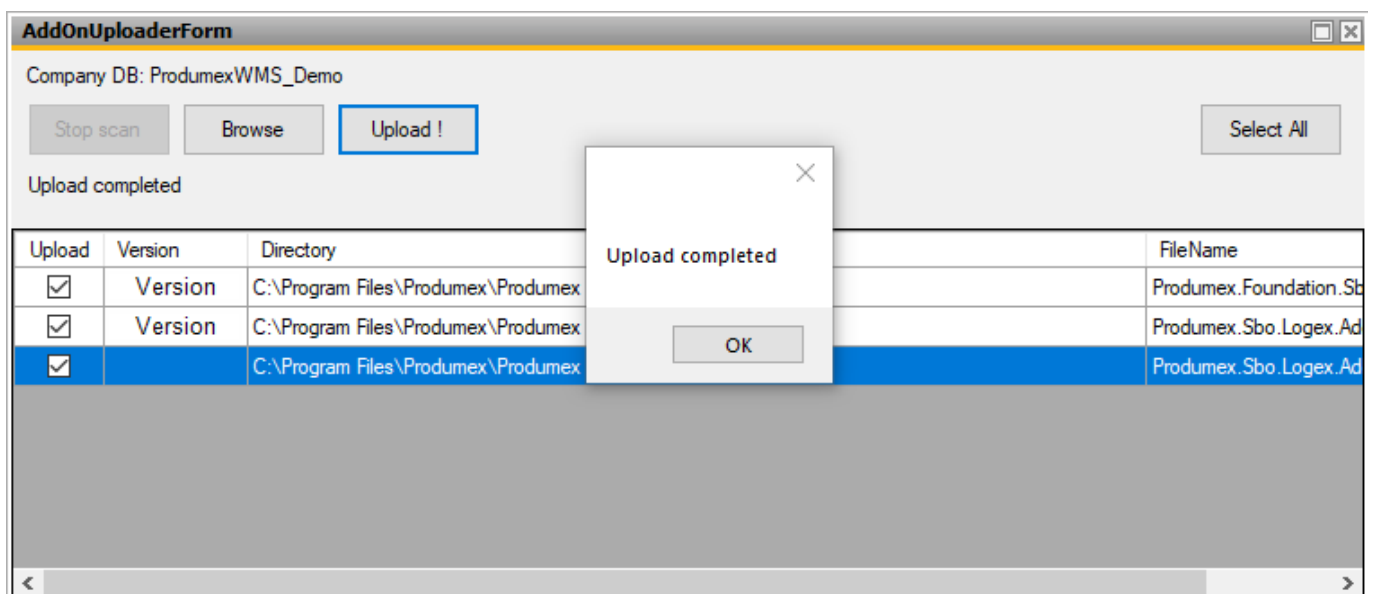 AddOnUploaderForm
Company DB: ProdumexWMS_Demo
Stop scan Browse Upload ! Select All
Upload completed
Upload Version Directory FileName
Version C:\Program Files\Produmex\Produmex Produmex.Foundation.Sb
Version C:\Program Files\Produmex\Produmex Produmex.Sbo.Logex.Ad
C:\Program Files\Produmex\Produmex Produmex.Sbo.Logex.Ad
Upload completed
OK